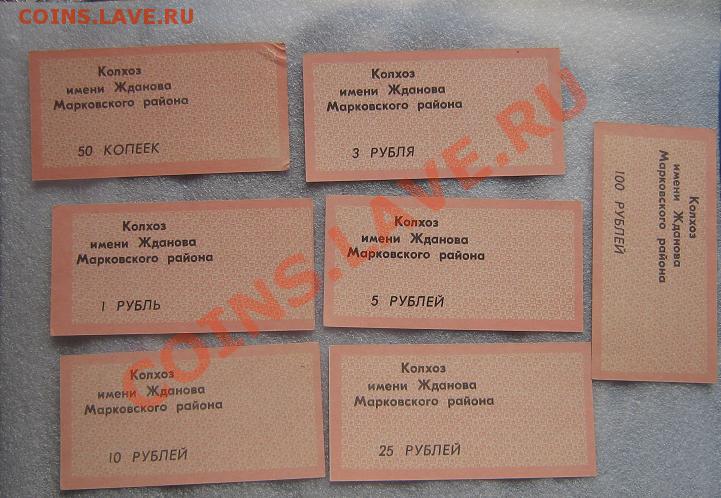 COINS.LAVE.RU
Колхоз
имени Жданова
Марковского района
50 КОПЕЕК
Колхоз
имени Жданова
Марковского района
3 РУБЛЯ
Колхоз
имени Жданова
Марковского района
1 РУБЛЬ
Колхоз
имени Жданова
Марковского района
5 РУБЛЕЙ
Колхоз
имени Жданова
Марковского района
100 РУБЛЕЙ
Колхоз
имени Жданова
Марковского района
10 РУБЛЕЙ
Колхоз
имени Жданова
Марковского района
25 РУБЛЕЙ
COINS.LAVE.RU